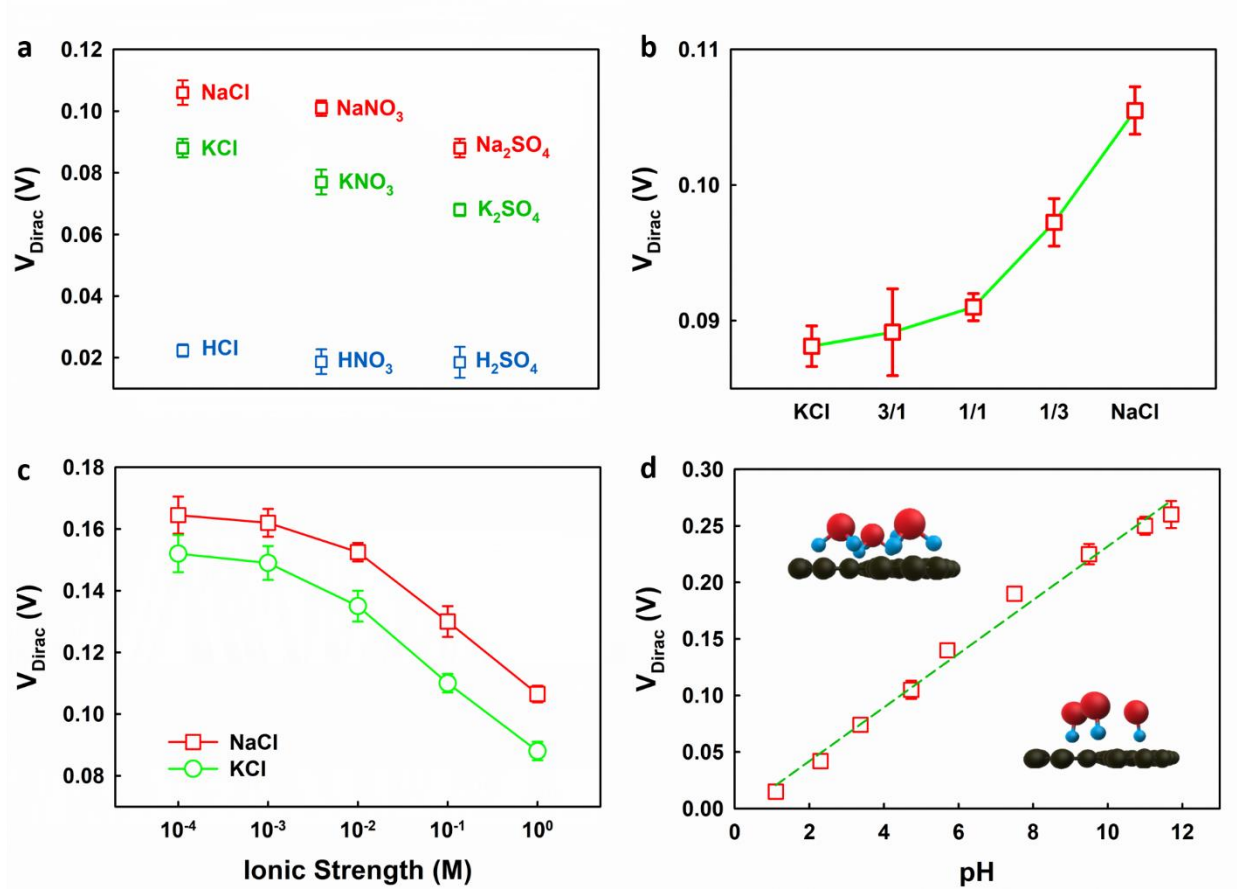 a
0.12
0.10
0.08
0.06
0.04
0.02
V_Dirac (V)
NaCl
NaNO₃
Na₂SO₄
KCl
KNO₃
K₂SO₄
HCl
HNO₃
H₂SO₄
b
0.11
0.10
0.09
V_Dirac (V)
KCl 3/1 1/1 1/3 NaCl
c
0.18
0.16
0.14
0.12
0.10
0.08
V_Dirac (V)
NaCl
KCl
10⁻⁴ 10⁻³ 10⁻² 10⁻¹ 10⁰
Ionic Strength (M)
d
0.30
0.25
0.20
0.15
0.10
0.05
0.00
V_Dirac (V)
0 2 4 6 8 10 12
pH